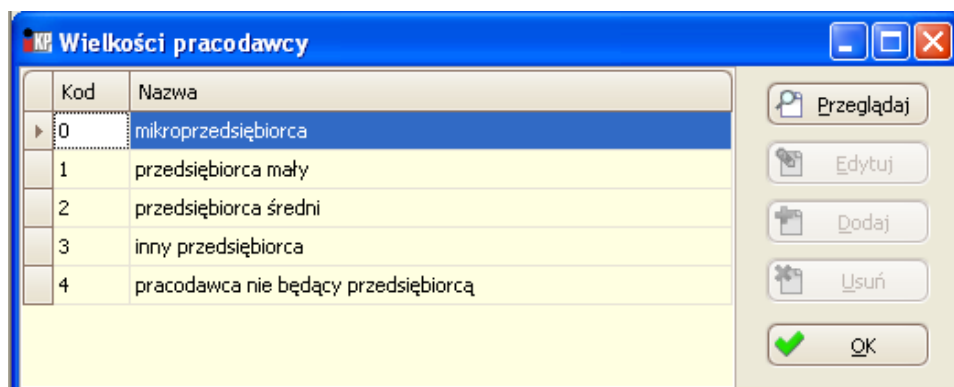 iKP Wielkości pracodawcy
Kod Nazwa
0 mikroprzedsiębiorca
1 przedsiębiorca mały
2 przedsiębiorca średni
3 inny przedsiębiorca
4 pracodawca nie będący przedsiębiorcą
Przeglądaj
Edytuj
Dodaj
Usuń
OK